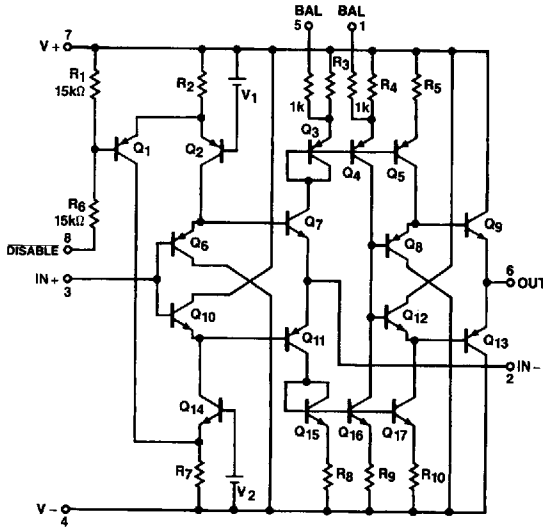 BAL BAL
5 1
7
V+
R1
15kΩ
R2
V1
R3
R4
R5
1k
1k
Q1
Q2
Q3
Q4
Q5
R6
15kΩ
8
DISABLE
Q6
Q7
Q8
Q9
IN+
3
6
OUT
Q10
Q11
Q12
Q13
IN-
2
Q14
Q15
Q16
Q17
R7
V2
R8
R9
R10
V-
4